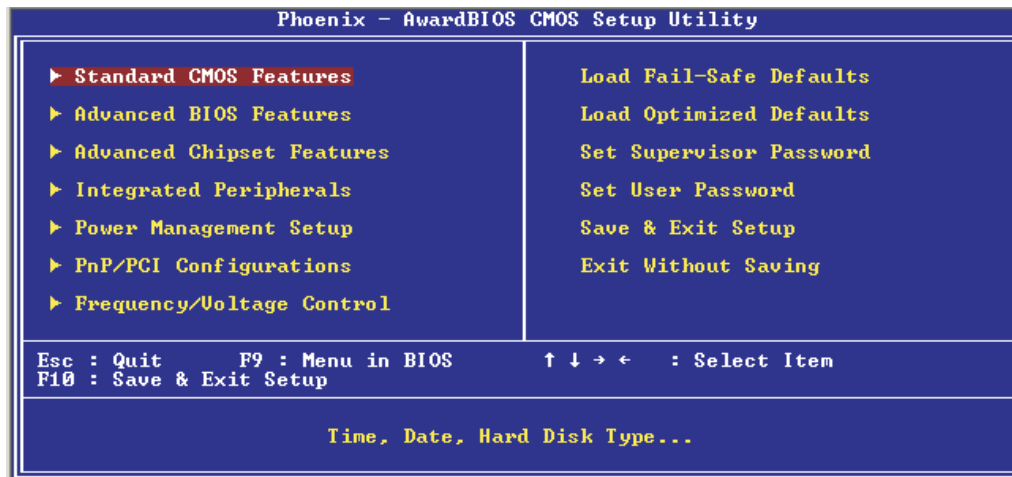 Phoenix - AwardBIOS CMOS Setup Utility
▶ Standard CMOS Features
▶ Advanced BIOS Features
▶ Advanced Chipset Features
▶ Integrated Peripherals
▶ Power Management Setup
▶ PnP/PCI Configurations
▶ Frequency/Voltage Control
Load Fail-Safe Defaults
Load Optimized Defaults
Set Supervisor Password
Set User Password
Save & Exit Setup
Exit Without Saving
Esc : Quit F9 : Menu in BIOS ↑ ↓ → ← : Select Item
F10 : Save & Exit Setup
Time, Date, Hard Disk Type...